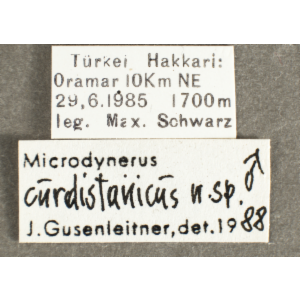 Türkei Hakkari:
Oramar 10Km NE
29.6.1985 1700m
leg. Max. Schwarz
Microdynerus
curdistanicus n.sp. ♂
J.Gusenleitner,det.1988